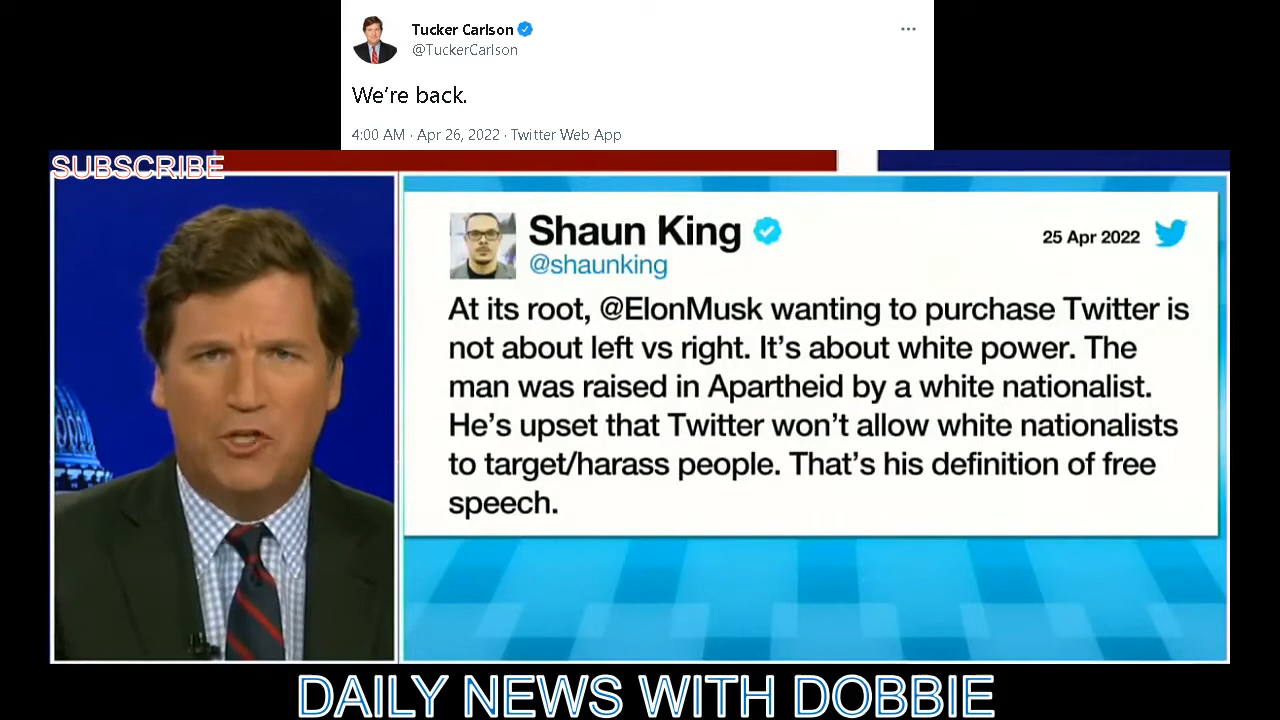 Tucker Carlson
@TuckerCarlson
We're back.
4:00 AM · Apr 26, 2022 · Twitter Web App
SUBSCRIBE
Shaun King
@shaunking
25 Apr 2022
At its root, @ElonMusk wanting to purchase Twitter is
not about left vs right. It's about white power. The
man was raised in Apartheid by a white nationalist.
He's upset that Twitter won't allow white nationalists
to target/harass people. That's his definition of free
speech.
DAILY NEWS WITH DOBBIE